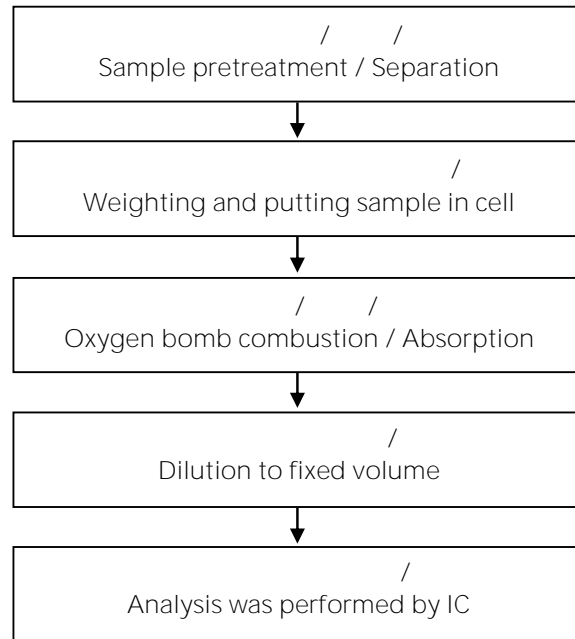 / /
Sample pretreatment / Separation
/
Weighting and putting sample in cell
/ /
Oxygen bomb combustion / Absorption
/
Dilution to fixed volume
/
Analysis was performed by IC